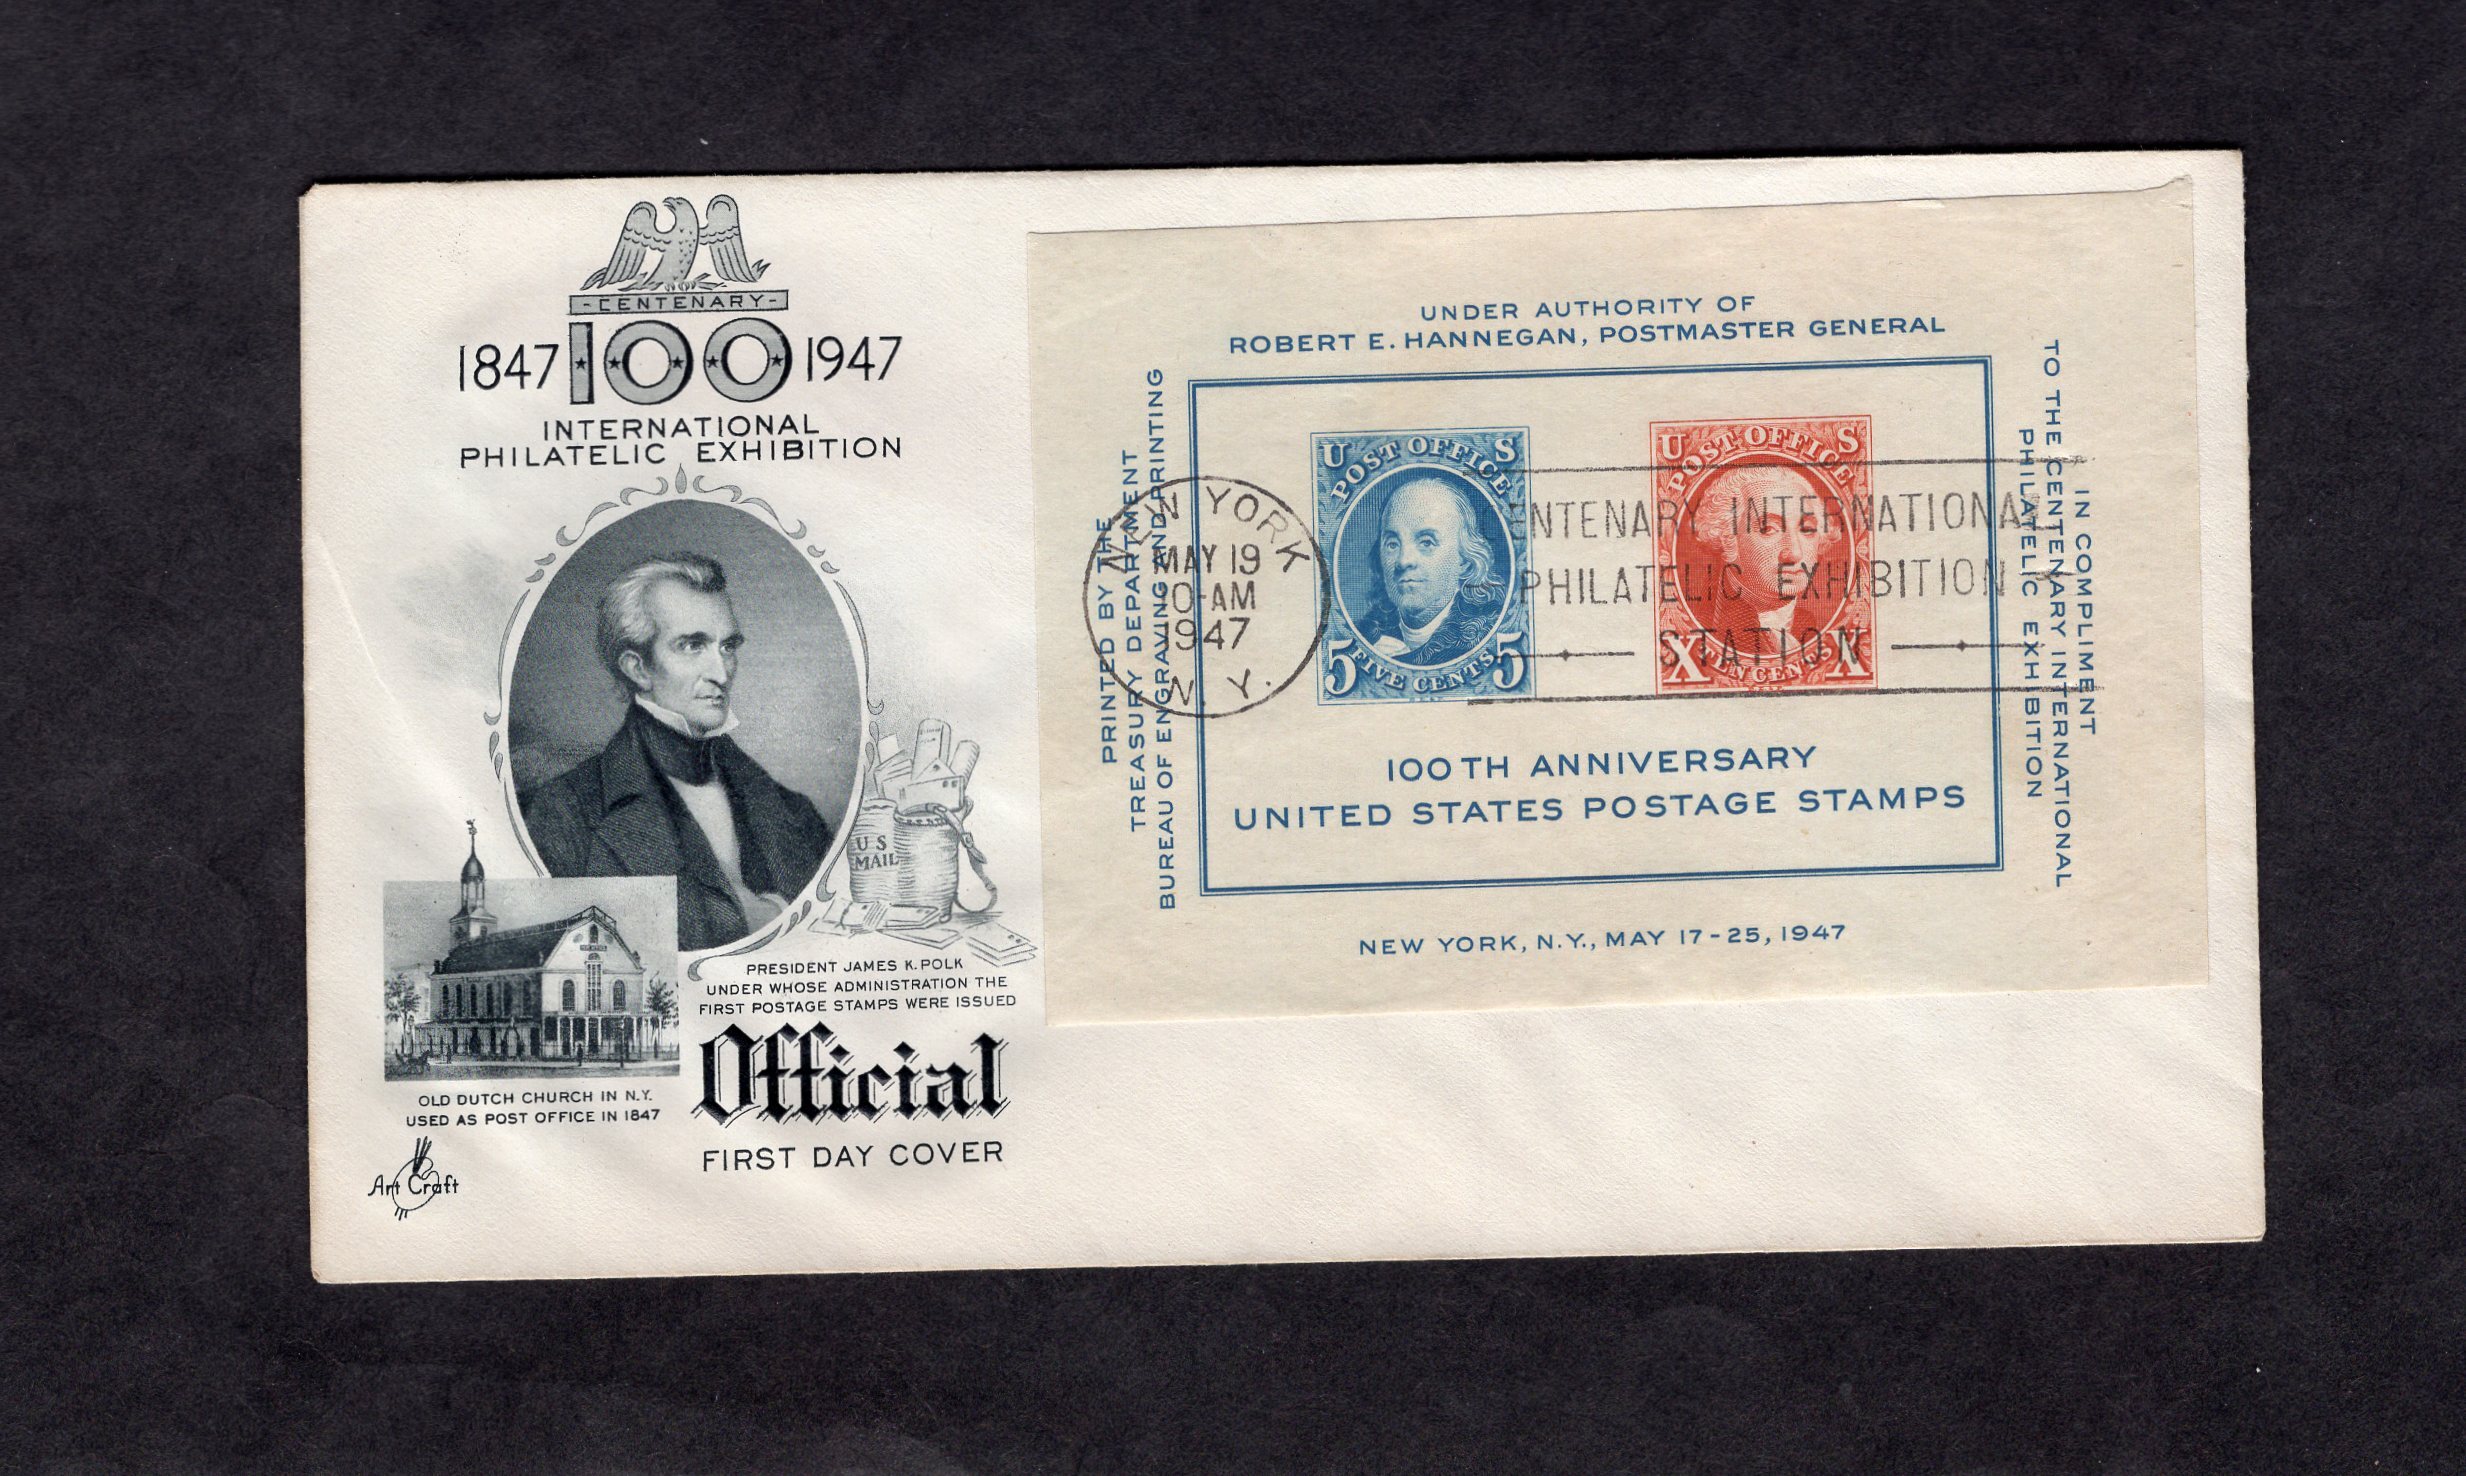 -CENTENARY-
1847 100 1947
INTERNATIONAL
PHILATELIC EXHIBITION
U S
MAIL
PRESIDENT JAMES K. POLK
UNDER WHOSE ADMINISTRATION THE
FIRST POSTAGE STAMPS WERE ISSUED
OLD DUTCH CHURCH IN N.Y.
USED AS POST OFFICE IN 1847
Official
FIRST DAY COVER
Art Craft
UNDER AUTHORITY OF
ROBERT E. HANNEGAN, POSTMASTER GENERAL
PRINTED BY THE
TREASURY DEPARTMENT
BUREAU OF ENGRAVING AND PRINTING
IN COMPLIMENT
TO THE CENTENARY INTERNATIONAL
PHILATELIC EXHIBITION
U S
POST OFFICE
5 5
FIVE CENTS
U S
POST OFFICE
X X
TEN CENTS
NEW YORK
MAY 19
10-AM
1947
N. Y.
CENTENARY INTERNATIONAL
PHILATELIC EXHIBITION
STATION
100TH ANNIVERSARY
UNITED STATES POSTAGE STAMPS
NEW YORK, N.Y., MAY 17-25, 1947